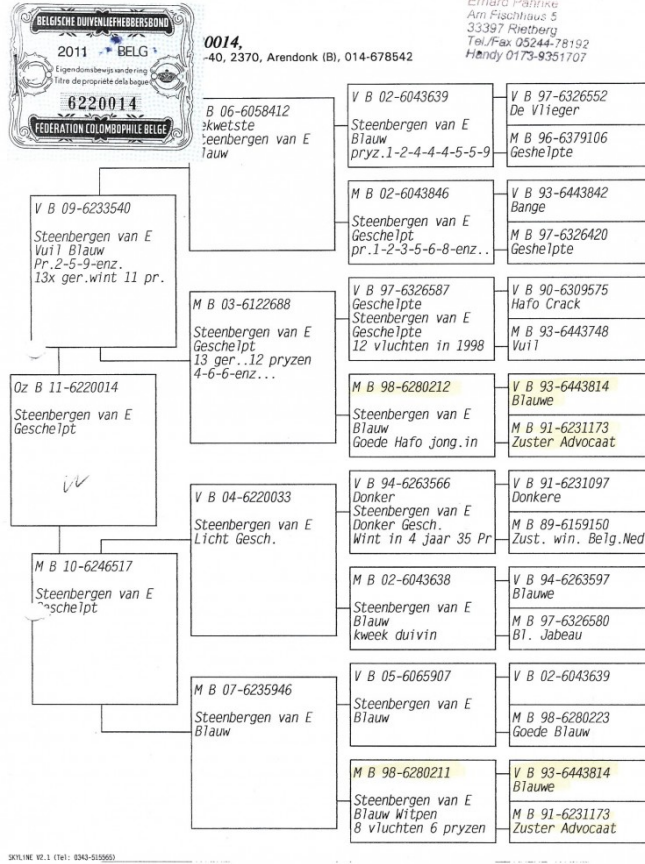 BELGISCHE DUIVENLIEFHEBBERSBOND
2011 BELG
Eigendomsbewijs van de ring
Titre de propriété de la bague
6220014
FEDERATION COLOMBOPHILE BELGE
0014,
-40, 2370, Arendonk (B), 014-678542
Erhard Pahnke
Am Fischhaus 5
33397 Rietberg
Tel./Fax 05244-78192
Handy 0173-9351707
Oz B 11-6220014
Steenbergen van E
Geschelpt
V B 09-6233540
Steenbergen van E
Vuil Blauw
Pr.2-5-9-enz.
13x ger.wint 11 pr.
M B 10-6246517
Steenbergen van E
eschelpt
B 06-6058412
ekwetste
teenbergen van E
lauw
M B 03-6122688
Steenbergen van E
Geschelpt
13 ger..12 pryzen
4-6-6-enz...
V B 04-6220033
Steenbergen van E
Licht Gesch.
M B 07-6235946
Steenbergen van E
Blauw
V B 02-6043639
Steenbergen van E
Blauw
pryz.1-2-4-4-4-5-5-9
M B 02-6043846
Steenbergen van E
Geschelpt
pr.1-2-3-5-6-8-enz..
V B 97-6326587
Geschelpte
Steenbergen van E
Geschelpte
12 vluchten in 1998
M B 98-6280212
Steenbergen van E
Blauw
Goede Hafo jong.in
V B 94-6263566
Donker
Steenbergen van E
Donker Gesch.
Wint in 4 jaar 35 Pr
M B 02-6043638
Steenbergen van E
Blauw
kweek duivin
V B 05-6065907
Steenbergen van E
Blauw
M B 98-6280211
Steenbergen van E
Blauw Witpen
8 vluchten 6 pryzen
V B 97-6326552
De Vlieger
M B 96-6379106
Geshelpte
V B 93-6443842
Bange
M B 97-6326420
Geshelpte
V B 90-6309575
Hafo Crack
M B 93-6443748
Vuil
V B 93-6443814
Blauwe
M B 91-6231173
Zuster Advocaat
V B 91-6231097
Donkere
M B 89-6159150
Zust. win. Belg.Ned
V B 94-6263597
Blauwe
M B 97-6326580
Bl. Jabeau
V B 02-6043639
M B 98-6280223
Goede Blauw
V B 93-6443814
Blauwe
M B 91-6231173
Zuster Advocaat
SKYLINE V2.1 (Tel: 0343-515565)